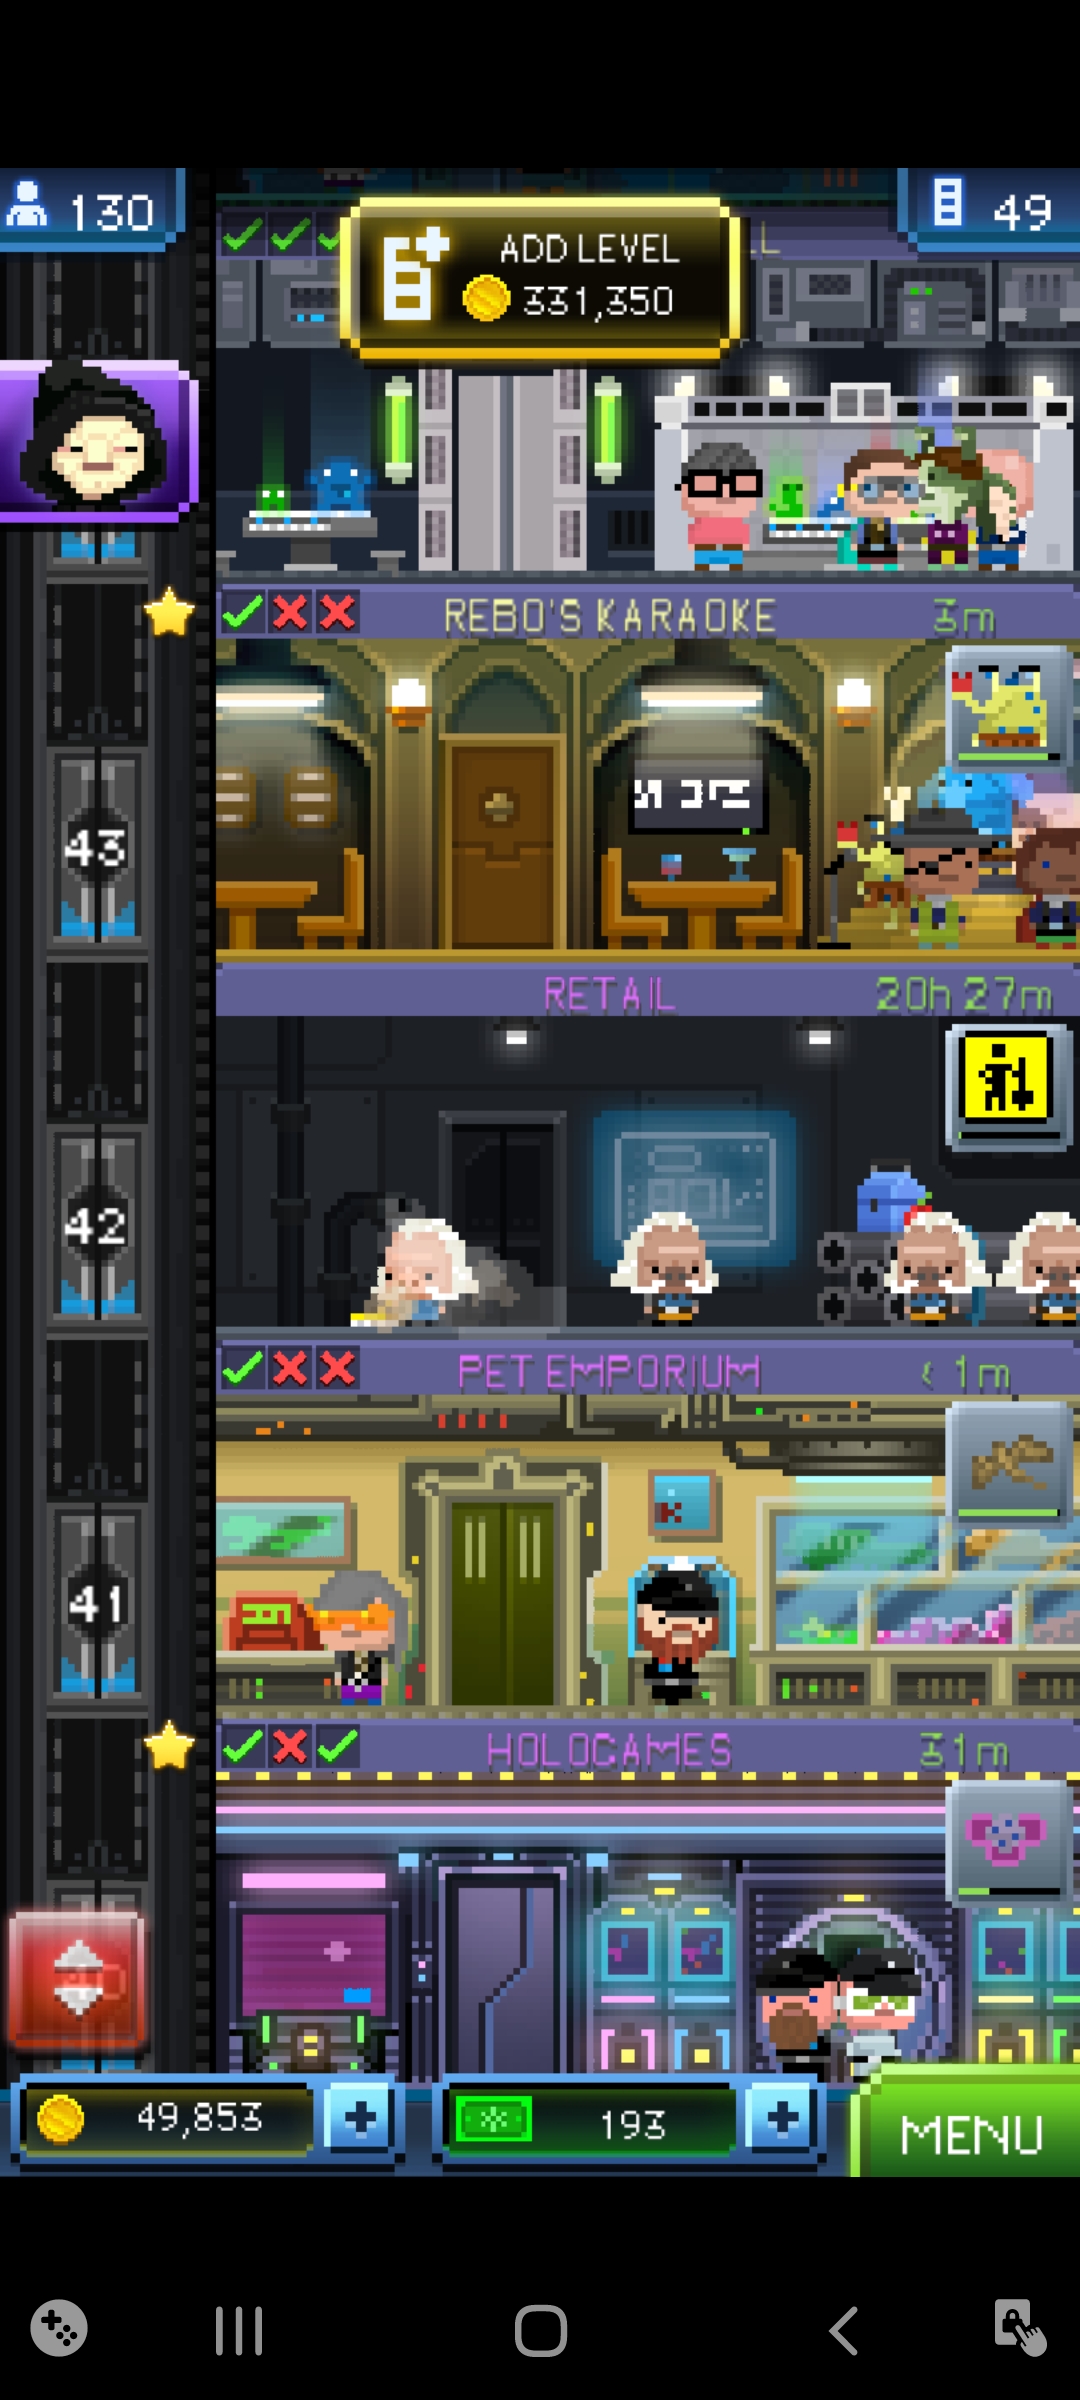 130
ADD LEVEL
331,350
49
REBO'S KARAOKE
3m
43
RETAIL
20h 27m
42
PET EMPORIUM
< 1m
41
HOLOGAMES
31m
49,853
193
MENU